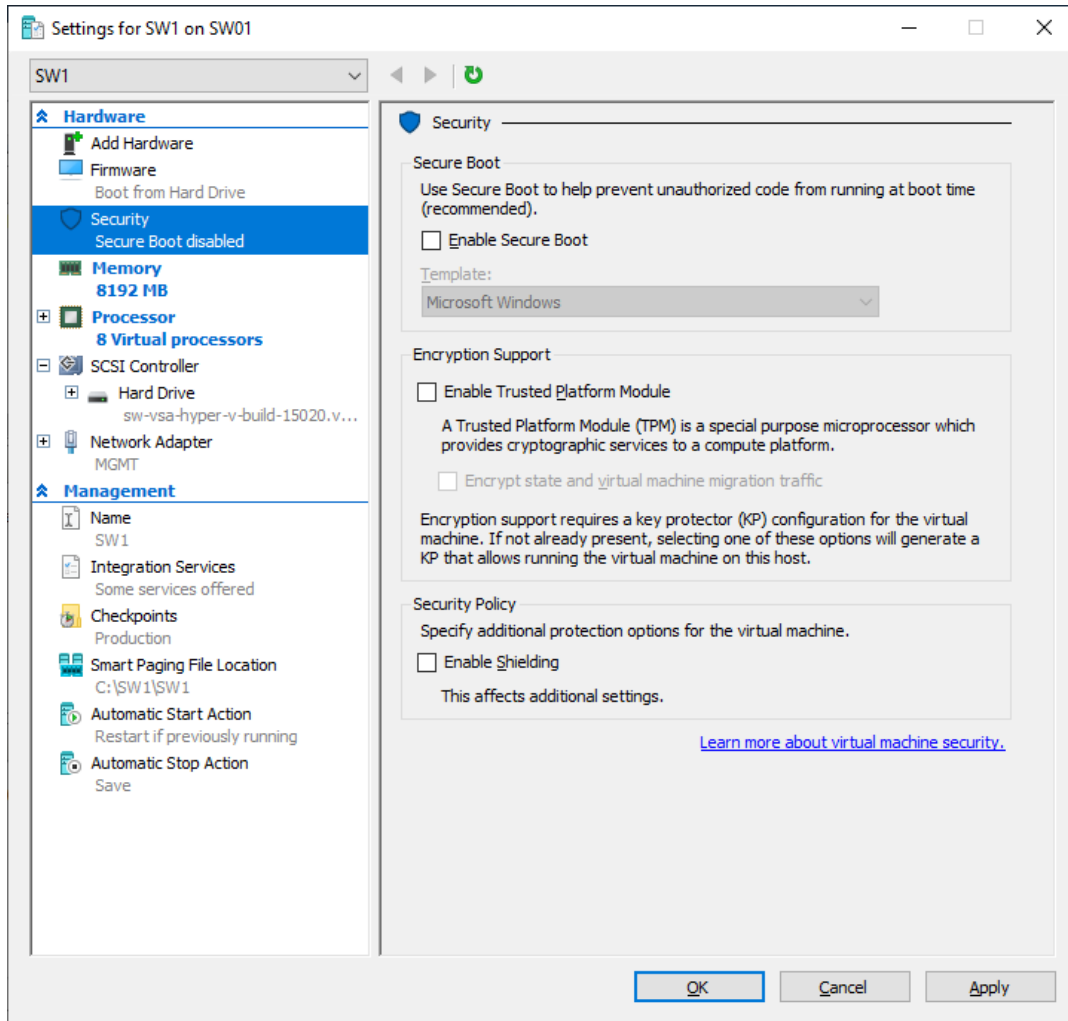 Settings for SW1 on SW01
SW1
Hardware
Add Hardware
Firmware
Boot from Hard Drive
Security
Secure Boot disabled
Memory
8192 MB
Processor
8 Virtual processors
SCSI Controller
Hard Drive
sw-vsa-hyper-v-build-15020.v...
Network Adapter
MGMT
Management
Name
SW1
Integration Services
Some services offered
Checkpoints
Production
Smart Paging File Location
C:\SW1\SW1
Automatic Start Action
Restart if previously running
Automatic Stop Action
Save
Security
Secure Boot
Use Secure Boot to help prevent unauthorized code from running at boot time
(recommended).
Enable Secure Boot
Template:
Microsoft Windows
Encryption Support
Enable Trusted Platform Module
A Trusted Platform Module (TPM) is a special purpose microprocessor which
provides cryptographic services to a compute platform.
Encrypt state and virtual machine migration traffic
Encryption support requires a key protector (KP) configuration for the virtual
machine. If not already present, selecting one of these options will generate a
KP that allows running the virtual machine on this host.
Security Policy
Specify additional protection options for the virtual machine.
Enable Shielding
This affects additional settings.
Learn more about virtual machine security.
OK
Cancel
Apply